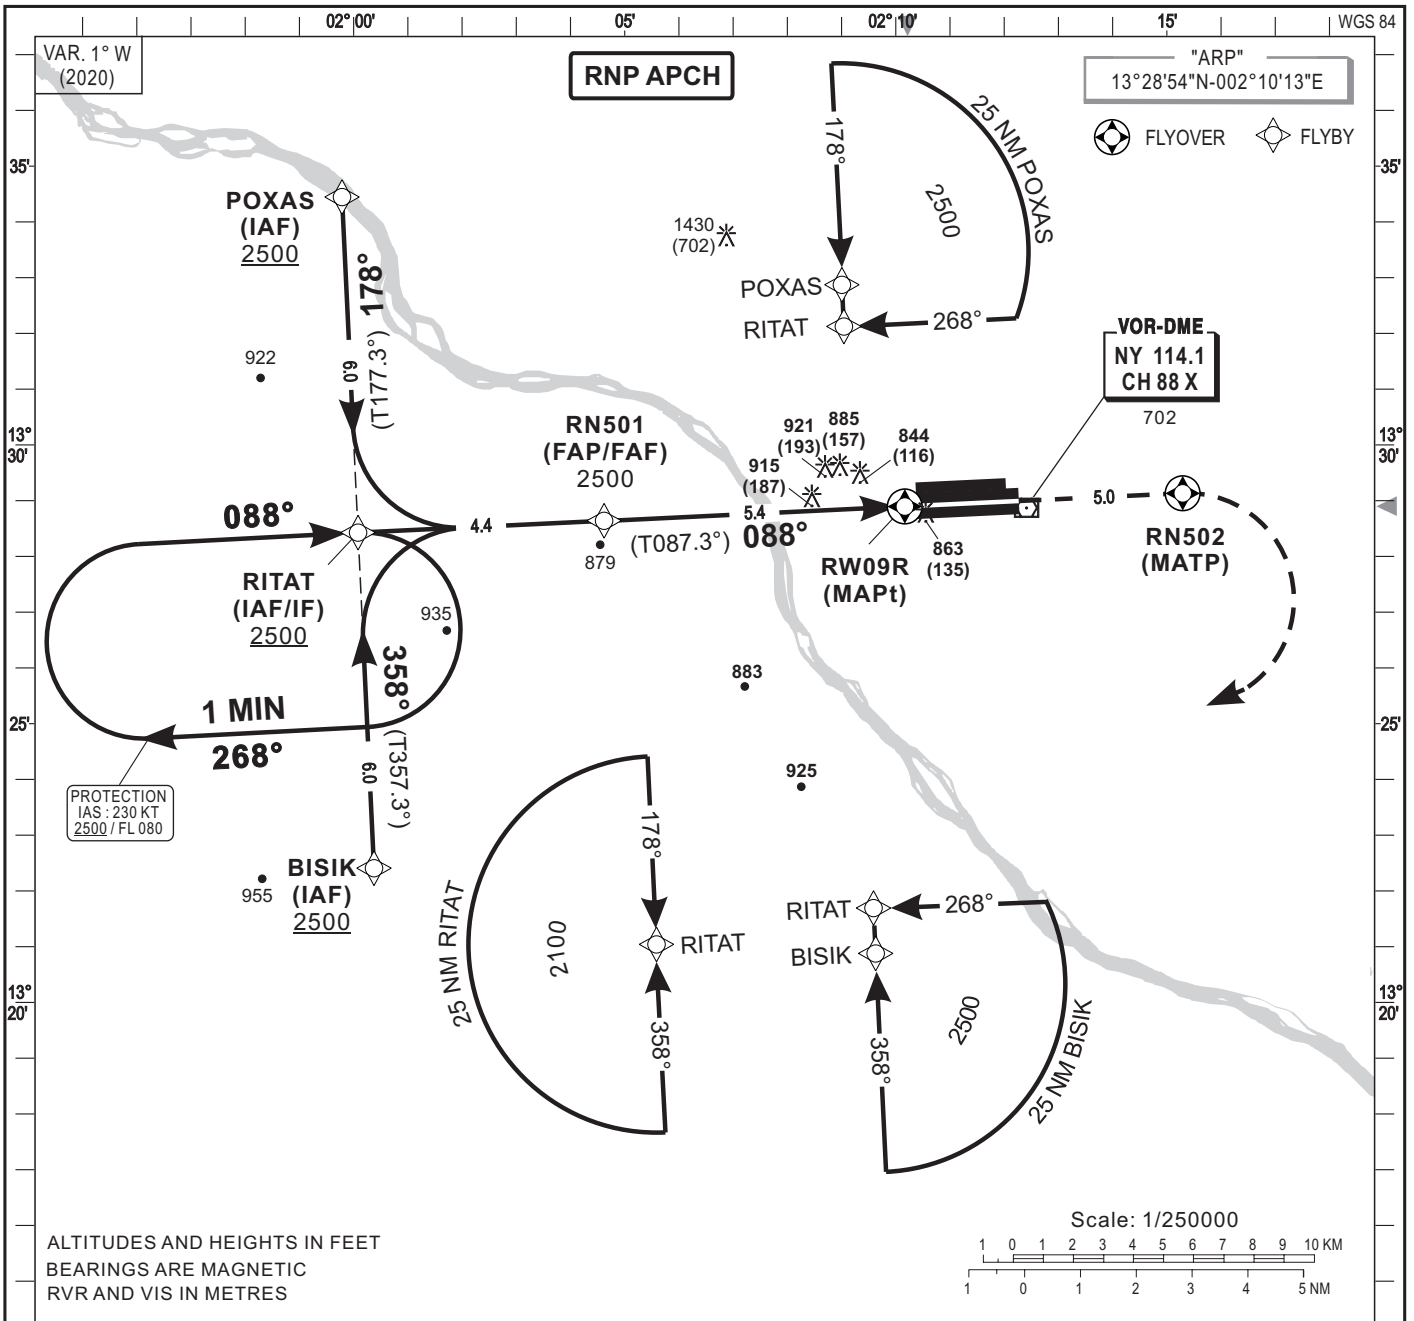 02°00'
05'
02°10'
15'
WGS 84
VAR. 1° W
(2020)
RNP APCH
"ARP"
13°28'54"N-002°10'13"E
FLYOVER
FLYBY
35'
35'
POXAS
(IAF)
2500
178°
6.0
(T177.3°)
922
1430
(702)
178°
25 NM POXAS
2500
POXAS
RITAT
268°
VOR-DME
NY 114.1
CH 88 X
702
13°
30'
13°
30'
RN501
(FAP/FAF)
2500
921
(193)
885
(157)
844
(116)
915
(187)
088°
4.4
5.4
5.0
(T087.3°)
088°
879
RITAT
(IAF/IF)
2500
RW09R
(MAPt)
863
(135)
RN502
(MATP)
935
358°
883
1 MIN
268°
25'
25'
(T357.3°)
6.0
925
PROTECTION
IAS : 230 KT
2500 / FL 080
BISIK
(IAF)
2500
955
178°
25 NM RITAT
2100
RITAT
358°
RITAT
268°
BISIK
2500
358°
25 NM BISIK
13°
20'
13°
20'
ALTITUDES AND HEIGHTS IN FEET
BEARINGS ARE MAGNETIC
RVR AND VIS IN METRES
Scale: 1/250000
1 0 1 2 3 4 5 6 7 8 9 10 KM
1 0 1 2 3 4 5 NM